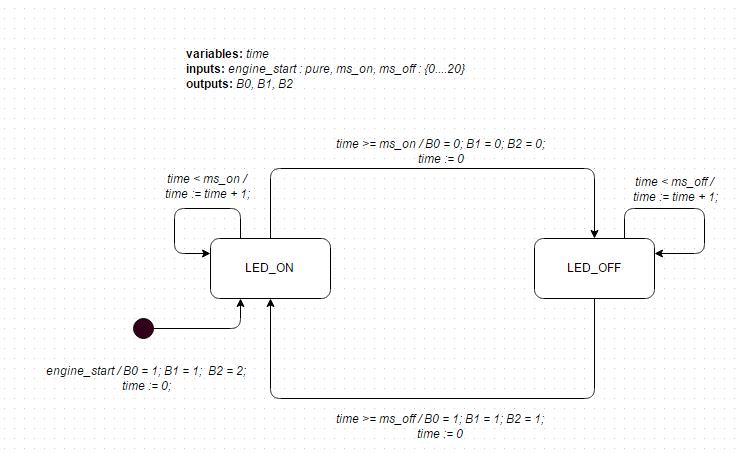 variables: time
inputs: engine_start : pure, ms_on, ms_off : {0....20}
outputs: B0, B1, B2
time >= ms_on / B0 = 0; B1 = 0; B2 = 0;
time := 0
time < ms_on /
time := time + 1;
time < ms_off /
time := time + 1;
LED_ON
LED_OFF
engine_start / B0 = 1; B1 = 1; B2 = 2;
time := 0;
time >= ms_off / B0 = 1; B1 = 1; B2 = 1;
time := 0